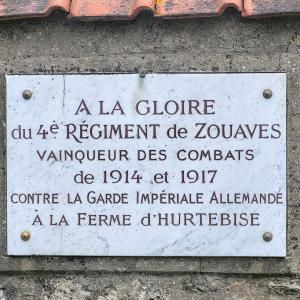 A LA GLOIRE
du 4è RÉGIMENT de ZOUAVES
VAINQUEUR DES COMBATS
de 1914 et 1917
CONTRE LA GARDE IMPÉRIALE ALLEMANDE
À LA FERME D'HURTEBISE